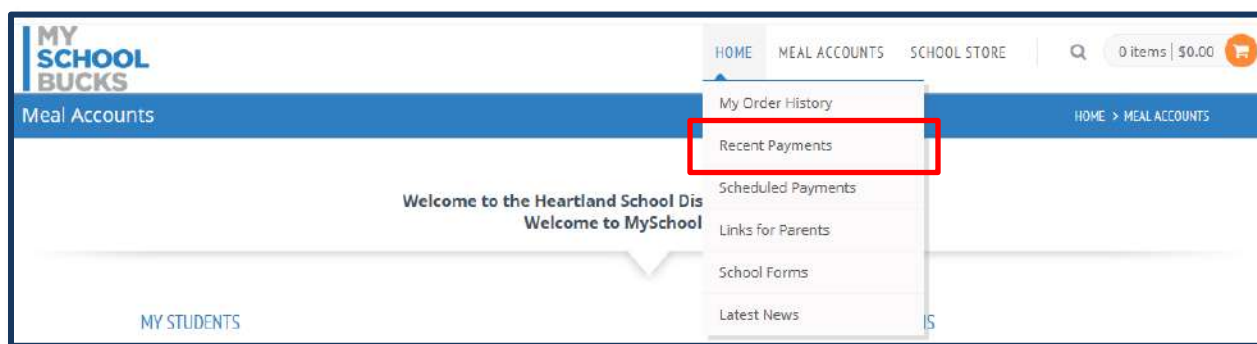 MY
SCHOOL
BUCKS
HOME MEAL ACCOUNTS SCHOOL STORE 0 items | $0.00
Meal Accounts
HOME > MEAL ACCOUNTS
My Order History
Recent Payments
Scheduled Payments
Links for Parents
School Forms
Latest News
Welcome to the Heartland School Dis
Welcome to MySchool
MY STUDENTS